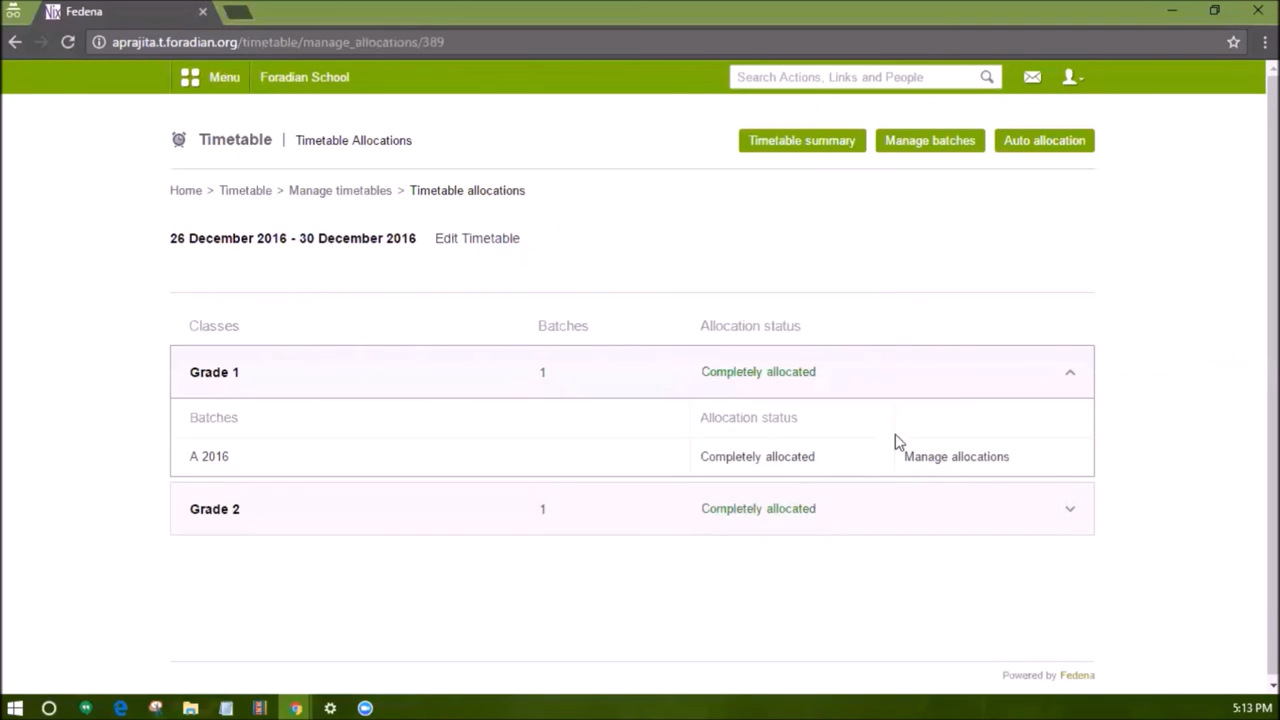 Fedena
aprajita.t.foradian.org/timetable/manage_allocations/389
Menu Foradian School Search Actions, Links and People
Timetable | Timetable Allocations Timetable summary Manage batches Auto allocation
Home > Timetable > Manage timetables > Timetable allocations
26 December 2016 - 30 December 2016 Edit Timetable
Classes Batches Allocation status
Grade 1 1 Completely allocated
Batches Allocation status
A 2016 Completely allocated Manage allocations
Grade 2 1 Completely allocated
Powered by Fedena
5:13 PM